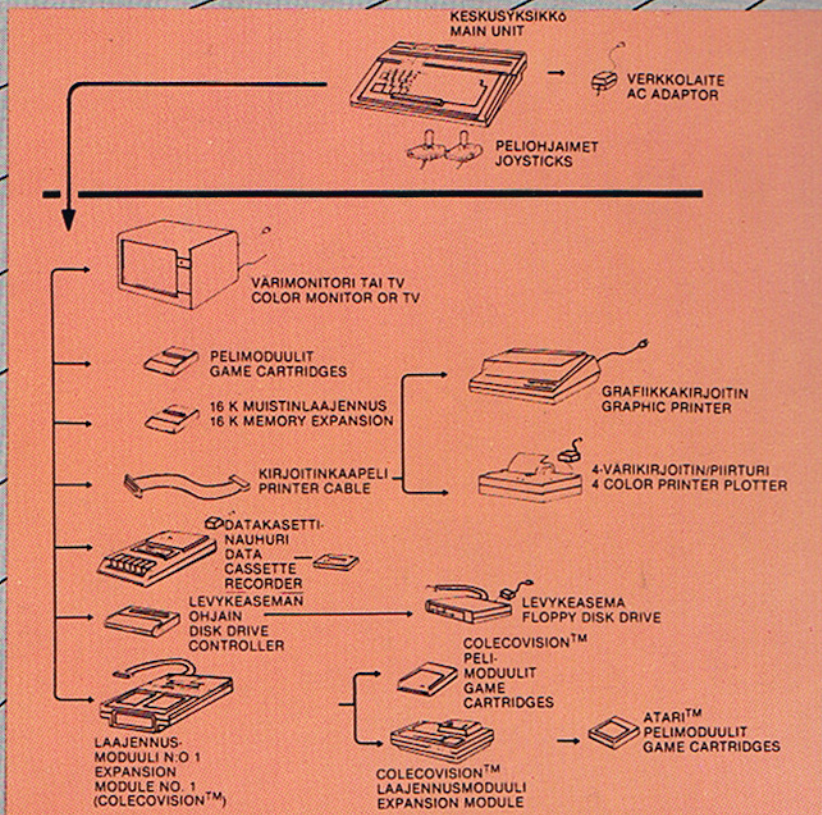 KESKUSYKSIKKÖ
MAIN UNIT
VERKKOLAITE
AC ADAPTOR
PELIOHJAIMET
JOYSTICKS
VÄRIMONITORI TAI TV
COLOR MONITOR OR TV
PELIMODUULIT
GAME CARTRIDGES
16 K MUISTINLAAJENNUS
16 K MEMORY EXPANSION
GRAFIIKKAKIRJOITIN
GRAPHIC PRINTER
KIRJOITINKAAPELI
PRINTER CABLE
4-VÄRIKIRJOITIN/PIIRTURI
4 COLOR PRINTER PLOTTER
DATAKASETTI-
NAUHURI
DATA
CASSETTE
RECORDER
LEVYKEASEMAN
OHJAIN
DISK DRIVE
CONTROLLER
LEVYKEASEMA
FLOPPY DISK DRIVE
COLECOVISION™
PELI-
MODUULIT
GAME
CARTRIDGES
LAAJENNUS-
MODUULI N:O 1
EXPANSION
MODULE NO. 1
(COLECOVISION™)
COLECOVISION™
LAAJENNUSMODUULI
EXPANSION MODULE
ATARI™
PELIMODUULIT
GAME CARTRIDGES